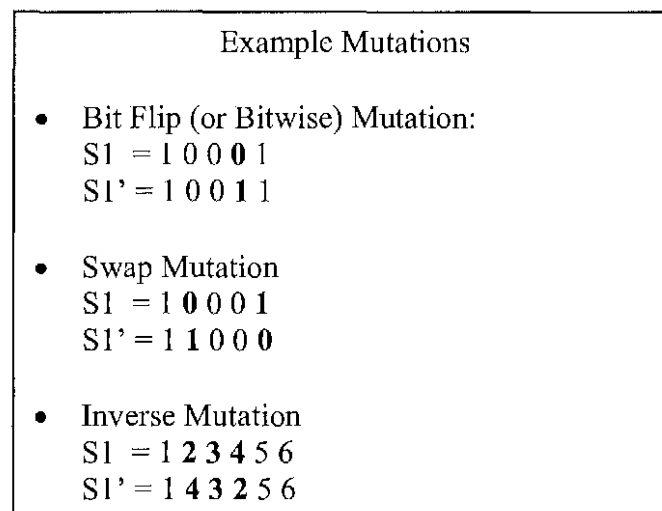 Example Mutations
• Bit Flip (or Bitwise) Mutation:
S1 = 1 0 0 0 1
S1' = 1 0 0 1 1
• Swap Mutation
S1 = 1 0 0 0 1
S1' = 1 1 0 0 0
• Inverse Mutation
S1 = 1 2 3 4 5 6
S1' = 1 4 3 2 5 6